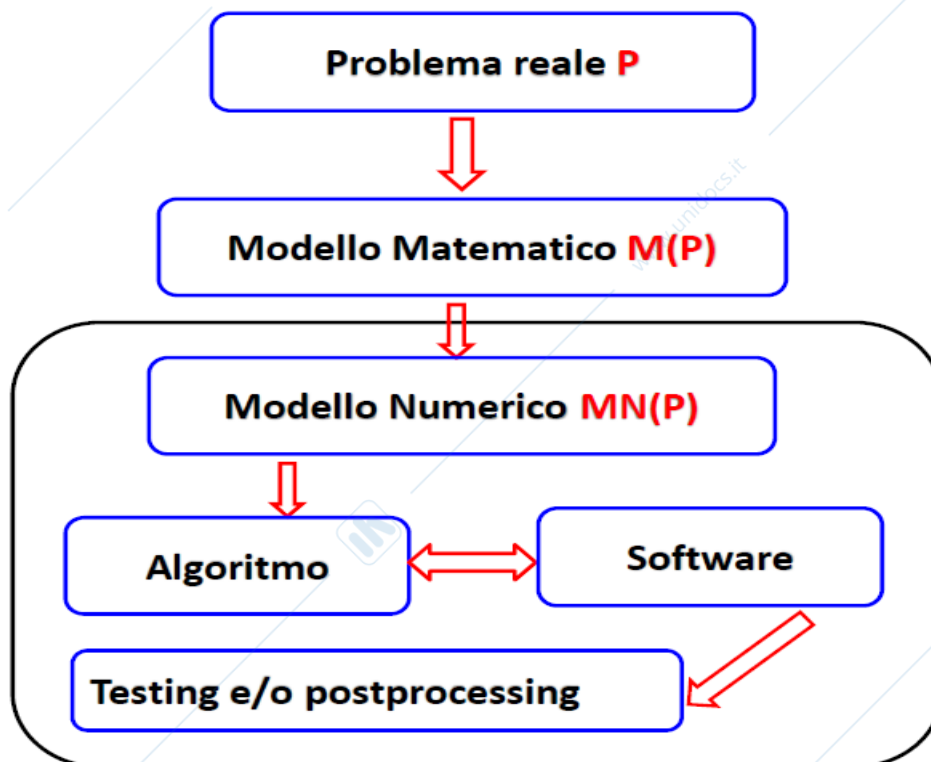 Problema reale P
Modello Matematico M(P)
Modello Numerico MN(P)
Algoritmo
Software
Testing e/o postprocessing